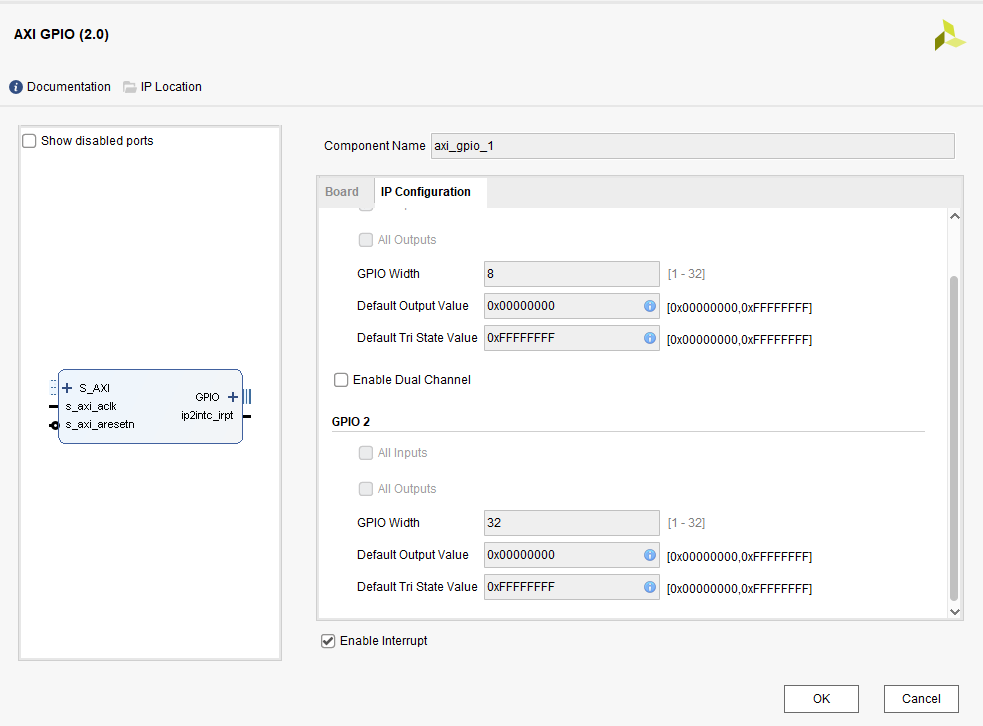 AXI GPIO (2.0)
Documentation IP Location
Show disabled ports
S_AXI
s_axi_aclk
s_axi_aresetn
GPIO
ip2intc_irpt
Component Name axi_gpio_1
Board IP Configuration
All Outputs
GPIO Width 8 [1 - 32]
Default Output Value 0x00000000 [0x00000000,0xFFFFFFFF]
Default Tri State Value 0xFFFFFFFF [0x00000000,0xFFFFFFFF]
Enable Dual Channel
GPIO 2
All Inputs
All Outputs
GPIO Width 32 [1 - 32]
Default Output Value 0x00000000 [0x00000000,0xFFFFFFFF]
Default Tri State Value 0xFFFFFFFF [0x00000000,0xFFFFFFFF]
Enable Interrupt
OK Cancel